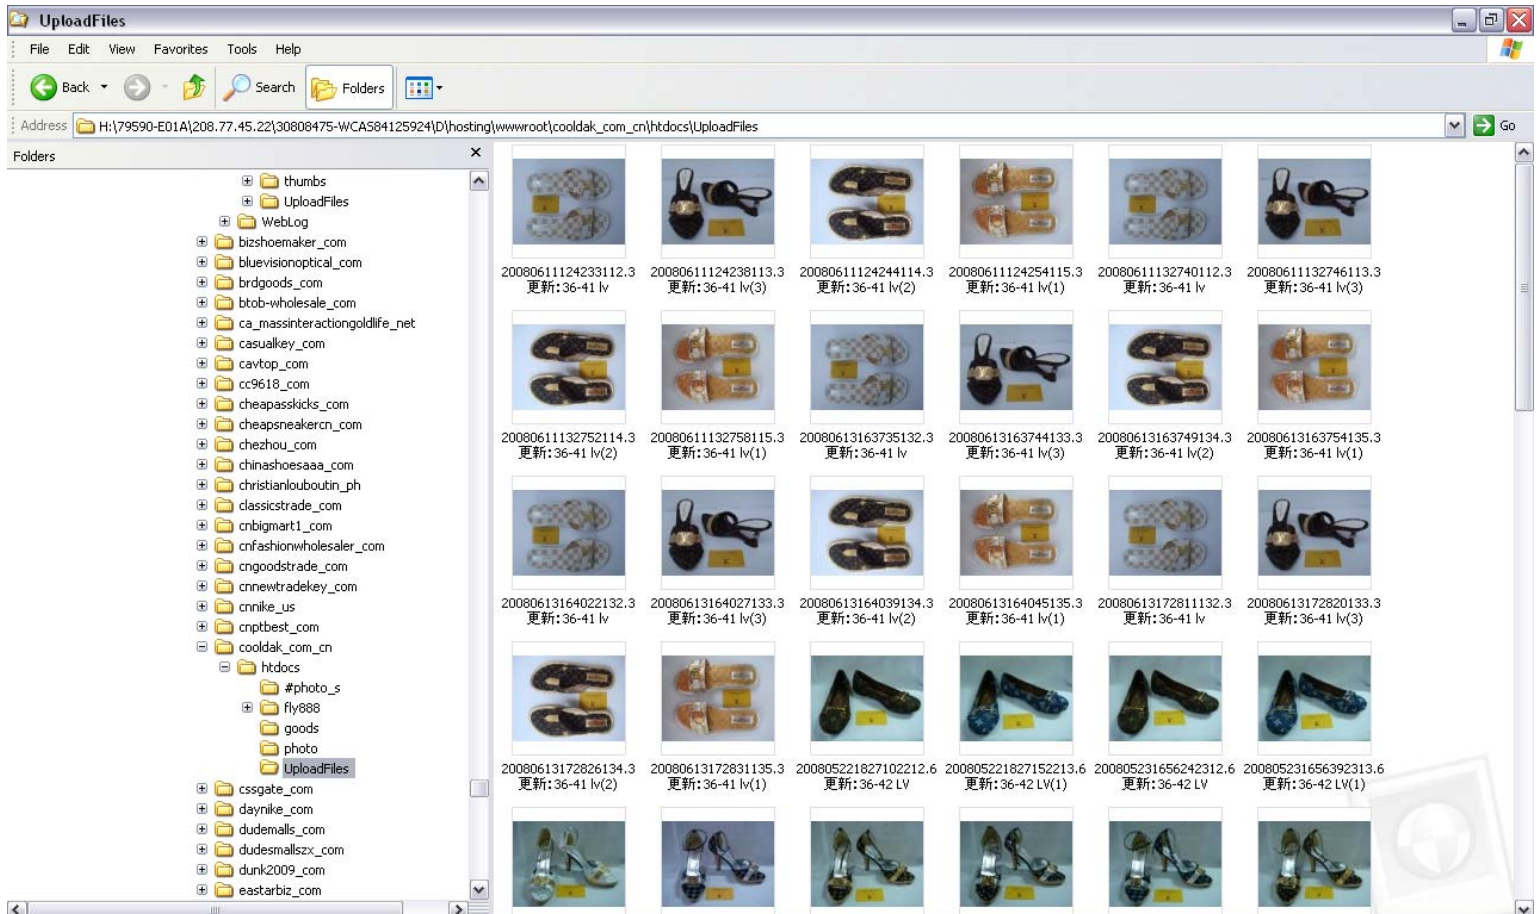 UploadFiles
File Edit View Favorites Tools Help
Back Search Folders
Address H:\79590-E01A\208.77.45.22\30808475-WCAS84125924\D\hosting\wwwroot\cooldak_com_cn\htdocs\UploadFiles Go
Folders
thumbs
UploadFiles
WebLog
bizshoemaker_com
bluevisionoptical_com
brdgoods_com
btob-wholesale_com
ca_massinteractiongoldlife_net
casualkey_com
cavtop_com
cc9618_com
cheapasskicks_com
cheapsneakercn_com
chezhou_com
chinashoesaaa_com
christianlouboutin_ph
classicstrade_com
cnbigmart1_com
cnfashionwholesaler_com
cngoodstrade_com
cnnewtradekey_com
cnnike_us
cnptbest_com
cooldak_com_cn
htdocs
#photo_s
fly888
goods
photo
UploadFiles
cssgate_com
daynike_com
dudemalls_com
dudesmallszx_com
dunk2009_com
eastarbiz_com
20080611124233112.3 20080611124238113.3 20080611124244114.3 20080611124254115.3 20080611132740112.3 20080611132746113.3
更新:36-41 lv 更新:36-41 lv(3) 更新:36-41 lv(2) 更新:36-41 lv(1) 更新:36-41 lv 更新:36-41 lv(3)
20080611132752114.3 20080611132758115.3 20080613163735132.3 20080613163744133.3 20080613163749134.3 20080613163754135.3
更新:36-41 lv(2) 更新:36-41 lv(1) 更新:36-41 lv 更新:36-41 lv(3) 更新:36-41 lv(2) 更新:36-41 lv(1)
20080613164022132.3 20080613164027133.3 20080613164039134.3 20080613164045135.3 20080613172811132.3 20080613172820133.3
更新:36-41 lv 更新:36-41 lv(3) 更新:36-41 lv(2) 更新:36-41 lv(1) 更新:36-41 lv 更新:36-41 lv(3)
20080613172826134.3 20080613172831135.3 200805221827102212.6 200805221827152213.6 200805231656242312.6 200805231656392313.6
更新:36-41 lv(2) 更新:36-41 lv(1) 更新:36-42 LV 更新:36-42 LV(1) 更新:36-42 LV 更新:36-42 LV(1)